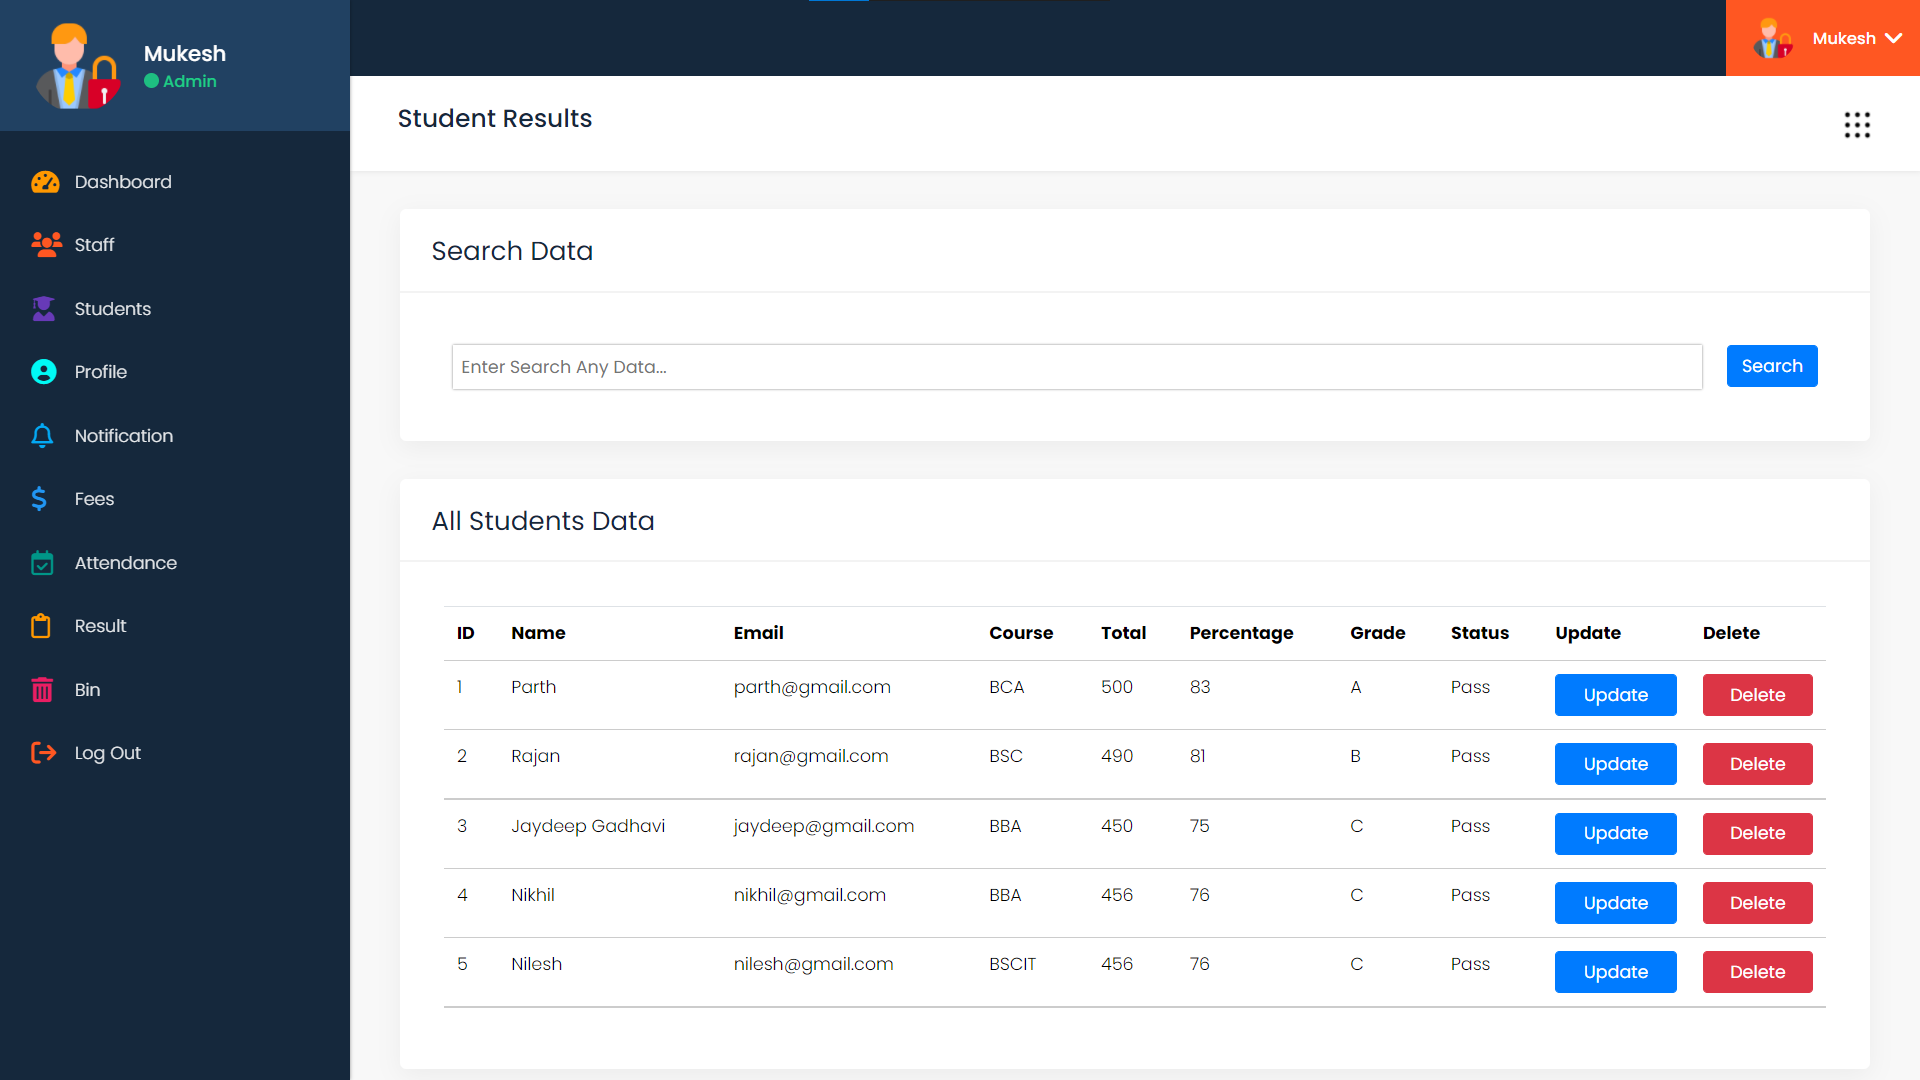 Mukesh
Admin
Mukesh
Dashboard
Staff
Students
Profile
Notification
Fees
Attendance
Result
Bin
Log Out
Student Results
Search Data
Enter Search Any Data...
Search
All Students Data
ID Name Email Course Total Percentage Grade Status Update Delete
1 Parth parth@gmail.com BCA 500 83 A Pass Update Delete
2 Rajan rajan@gmail.com BSC 490 81 B Pass Update Delete
3 Jaydeep Gadhavi jaydeep@gmail.com BBA 450 75 C Pass Update Delete
4 Nikhil nikhil@gmail.com BBA 456 76 C Pass Update Delete
5 Nilesh nilesh@gmail.com BSCIT 456 76 C Pass Update Delete